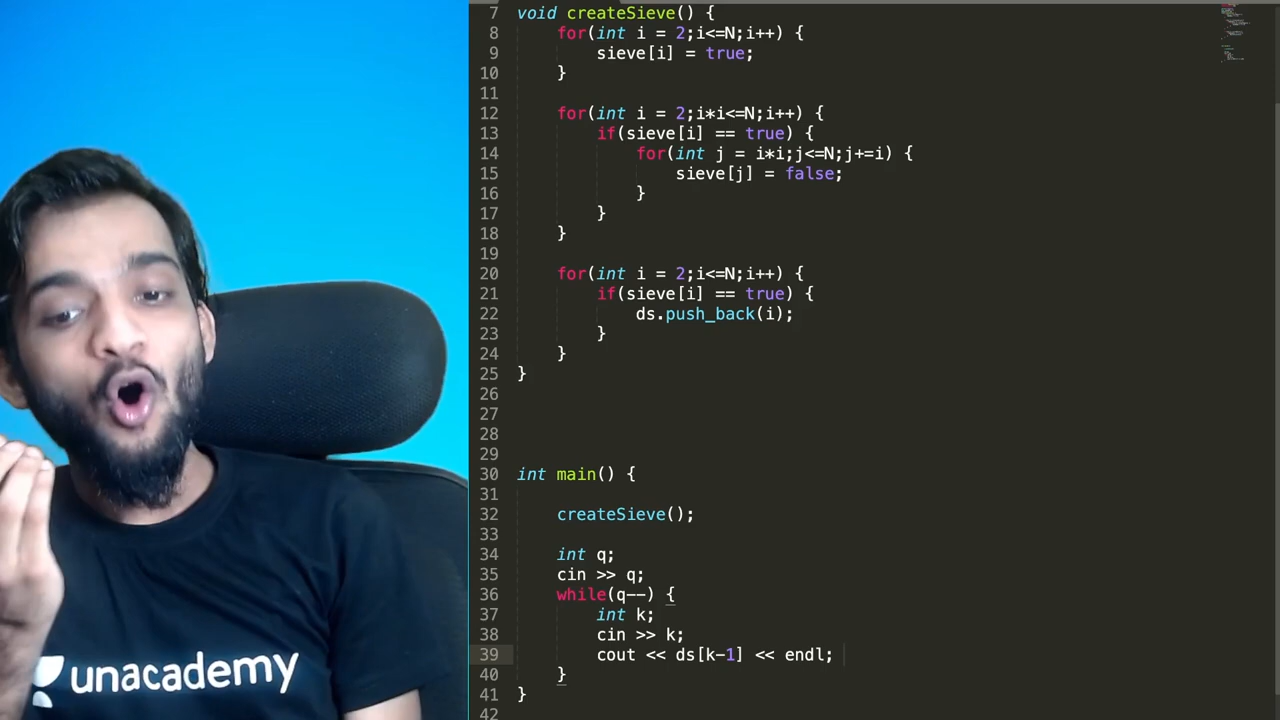 7 void createSieve() {
8 for(int i = 2;i<=N;i++) {
9 sieve[i] = true;
10 }
11
12 for(int i = 2;i*i<=N;i++) {
13 if(sieve[i] == true) {
14 for(int j = i*i;j<=N;j+=i) {
15 sieve[j] = false;
16 }
17 }
18 }
19
20 for(int i = 2;i<=N;i++) {
21 if(sieve[i] == true) {
22 ds.push_back(i);
23 }
24 }
25 }
26
27
28
29
30 int main() {
31
32 createSieve();
33
34 int q;
35 cin >> q;
36 while(q--) {
37 int k;
38 cin >> k;
39 cout << ds[k-1] << endl;
40 }
41 }
42
unacademy